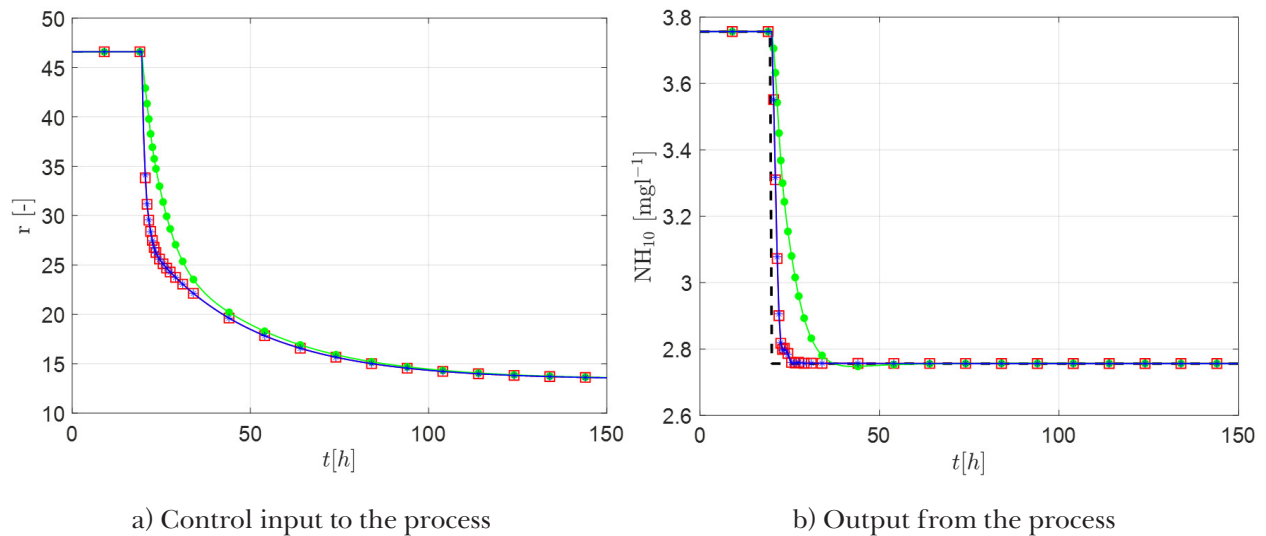 50
45
40
35
30
25
20
15
10
r [-]
0 50 100 150
t[h]
a) Control input to the process
3.8
3.6
3.4
3.2
3
2.8
2.6
NH₁₀ [mgl⁻¹]
0 50 100 150
t[h]
b) Output from the process